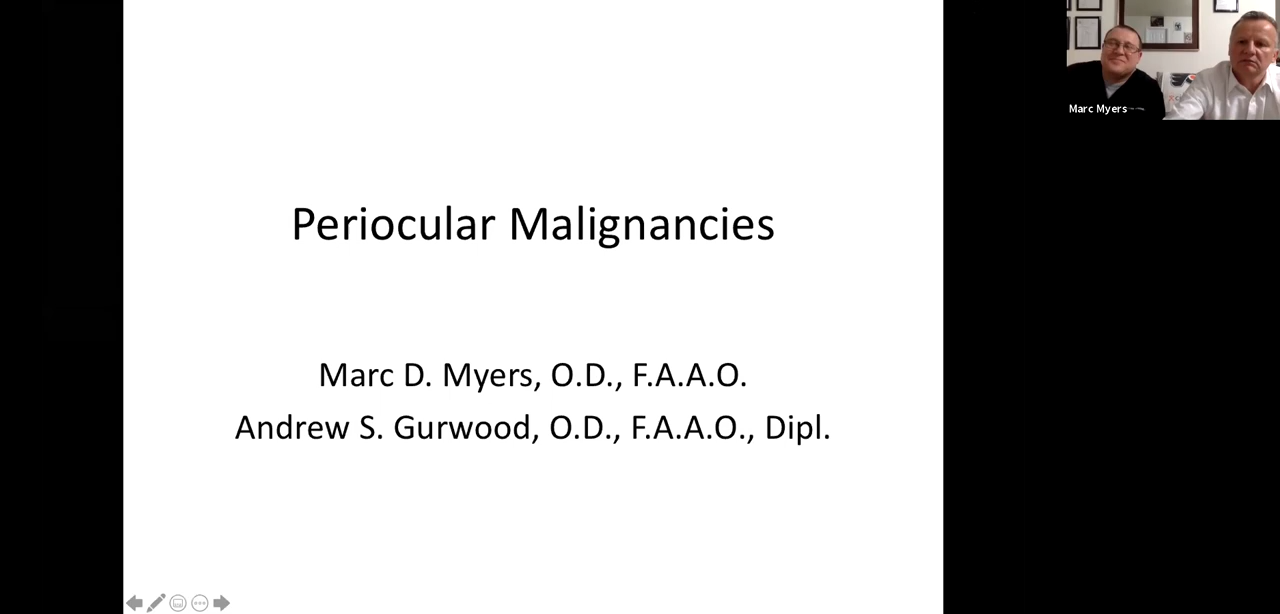 Periocular Malignancies
Marc D. Myers, O.D., F.A.A.O.
Andrew S. Gurwood, O.D., F.A.A.O., Dipl.
Marc Myers